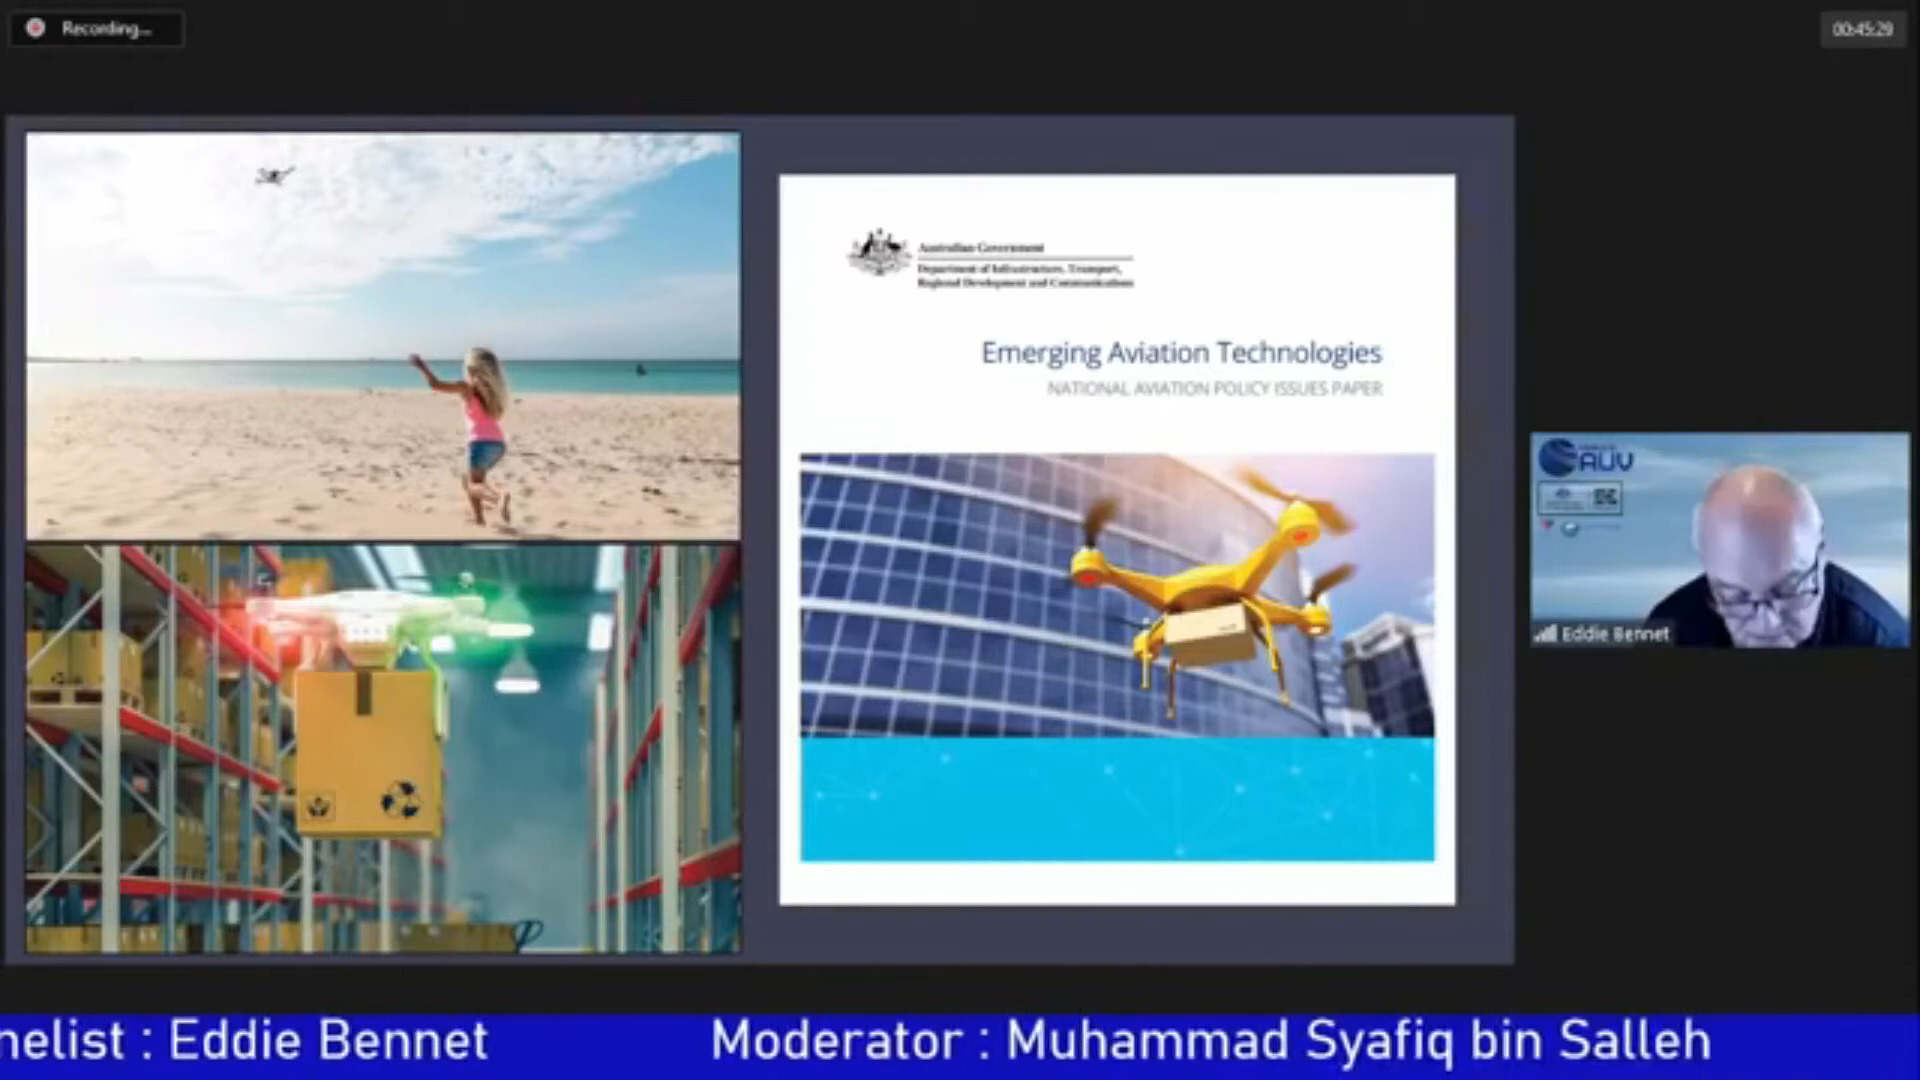 Recording...
00:45:29
Australian Government
Department of Infrastructure, Transport,
Regional Development and Communications
Emerging Aviation Technologies
NATIONAL AVIATION POLICY ISSUES PAPER
AUV
Eddie Bennet
nelist : Eddie Bennet Moderator : Muhammad Syafiq bin Salleh